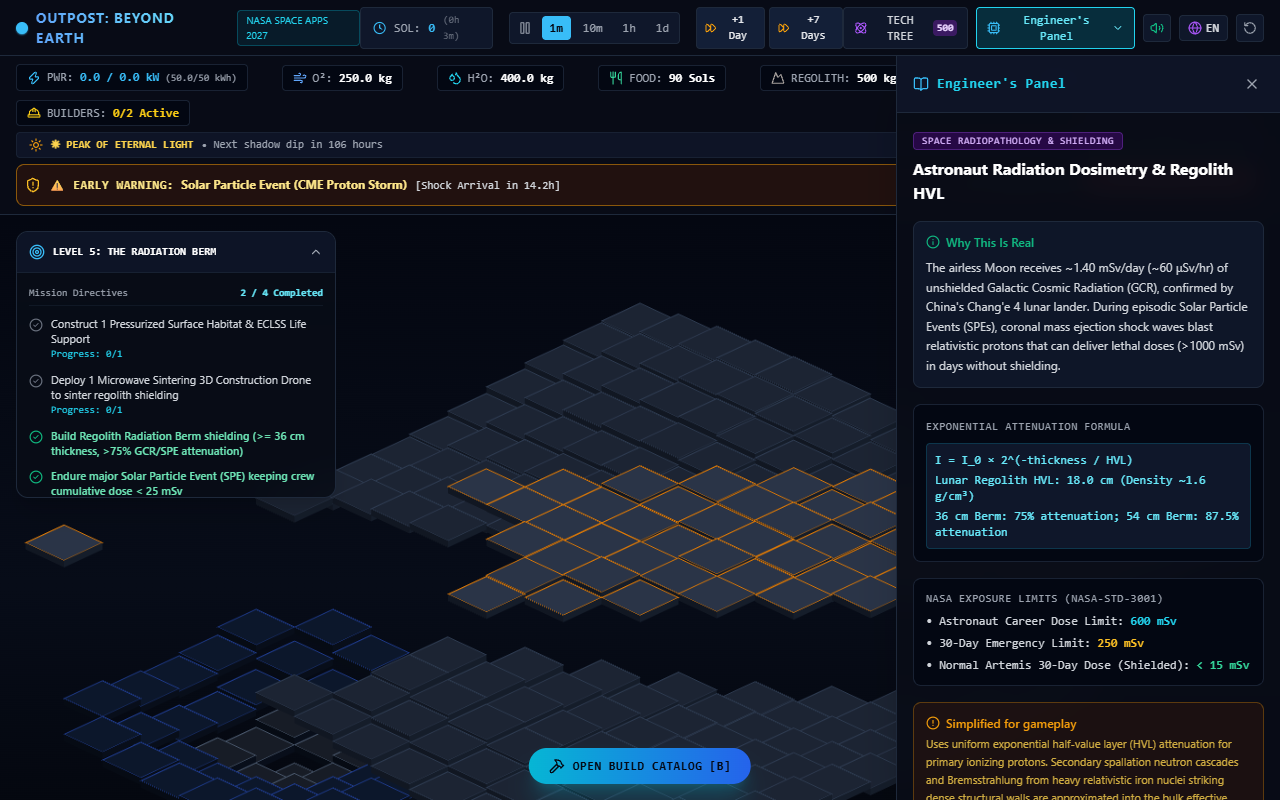 OUTPOST: BEYOND
EARTH
NASA SPACE APPS
2027
SOL: 0 (0h
3m)
1m 10m 1h 1d
+1
Day
+7
Days
TECH
TREE
500
Engineer's
Panel
EN
PWR: 0.0 / 0.0 kW (50.0/50 kWh)
O²: 250.0 kg
H²O: 400.0 kg
FOOD: 90 Sols
REGOLITH: 500 kg
BUILDERS: 0/2 Active
PEAK OF ETERNAL LIGHT • Next shadow dip in 106 hours
EARLY WARNING: Solar Particle Event (CME Proton Storm) [Shock Arrival in 14.2h]
LEVEL 5: THE RADIATION BERM
Mission Directives 2 / 4 Completed
Construct 1 Pressurized Surface Habitat & ECLSS Life
Support
Progress: 0/1
Deploy 1 Microwave Sintering 3D Construction Drone
to sinter regolith shielding
Progress: 0/1
Build Regolith Radiation Berm shielding (>= 36 cm
thickness, >75% GCR/SPE attenuation)
Endure major Solar Particle Event (SPE) keeping crew
cumulative dose < 25 mSv
OPEN BUILD CATALOG [B]
Engineer's Panel
SPACE RADIOPATHOLOGY & SHIELDING
Astronaut Radiation Dosimetry & Regolith
HVL
Why This Is Real
The airless Moon receives ~1.40 mSv/day (~60 µSv/hr) of
unshielded Galactic Cosmic Radiation (GCR), confirmed by
China's Chang'e 4 lunar lander. During episodic Solar Particle
Events (SPEs), coronal mass ejection shock waves blast
relativistic protons that can deliver lethal doses (>1000 mSv)
in days without shielding.
EXPONENTIAL ATTENUATION FORMULA
I = I_0 × 2^(-thickness / HVL)
Lunar Regolith HVL: 18.0 cm (Density ~1.6
g/cm³)
36 cm Berm: 75% attenuation; 54 cm Berm: 87.5%
attenuation
NASA EXPOSURE LIMITS (NASA-STD-3001)
• Astronaut Career Dose Limit: 600 mSv
• 30-Day Emergency Limit: 250 mSv
• Normal Artemis 30-Day Dose (Shielded): < 15 mSv
Simplified for gameplay
Uses uniform exponential half-value layer (HVL) attenuation for
primary ionizing protons. Secondary spallation neutron cascades
and Bremsstrahlung from heavy relativistic iron nuclei striking
dense structural walls are approximated into the bulk effective